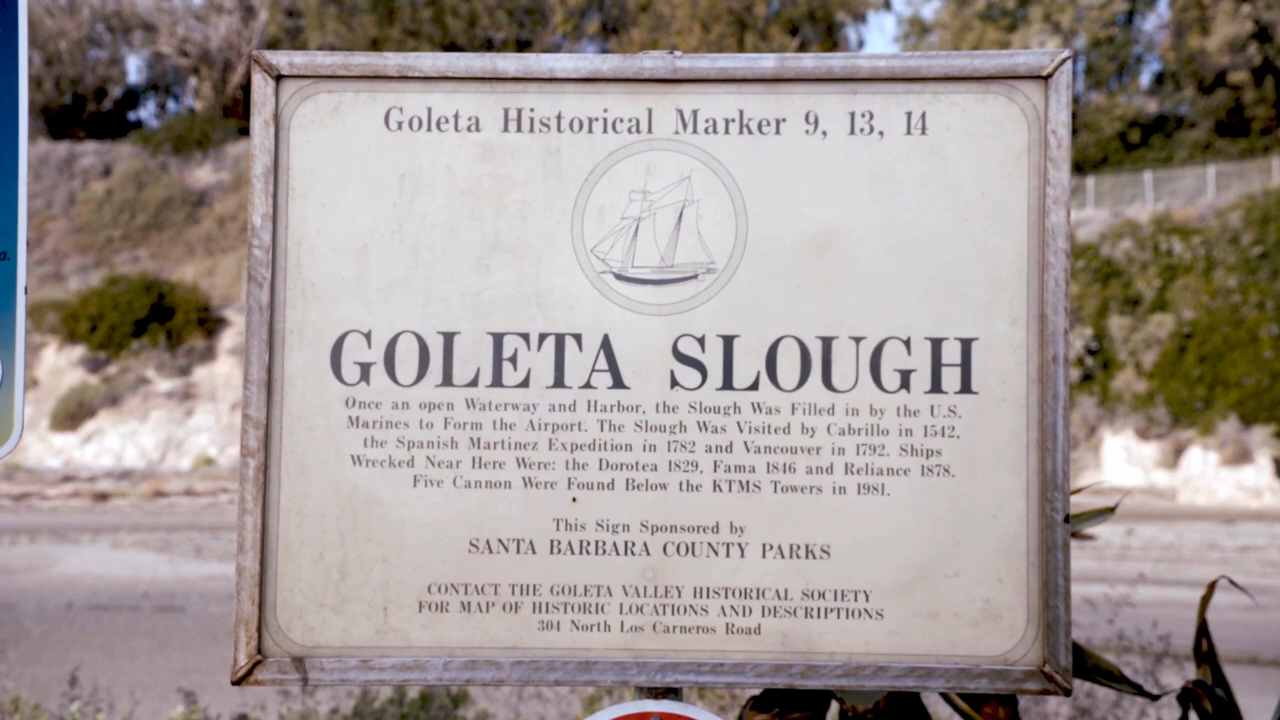 Goleta Historical Marker 9, 13, 14
GOLETA SLOUGH
Once an open Waterway and Harbor, the Slough Was Filled in by the U.S.
Marines to Form the Airport. The Slough Was Visited by Cabrillo in 1542,
the Spanish Martinez Expedition in 1782 and Vancouver in 1792. Ships
Wrecked Near Here Were: the Dorotea 1829, Fama 1846 and Reliance 1878.
Five Cannon Were Found Below the KTMS Towers in 1981.
This Sign Sponsored by
SANTA BARBARA COUNTY PARKS
CONTACT THE GOLETA VALLEY HISTORICAL SOCIETY
FOR MAP OF HISTORIC LOCATIONS AND DESCRIPTIONS
304 North Los Carneros Road